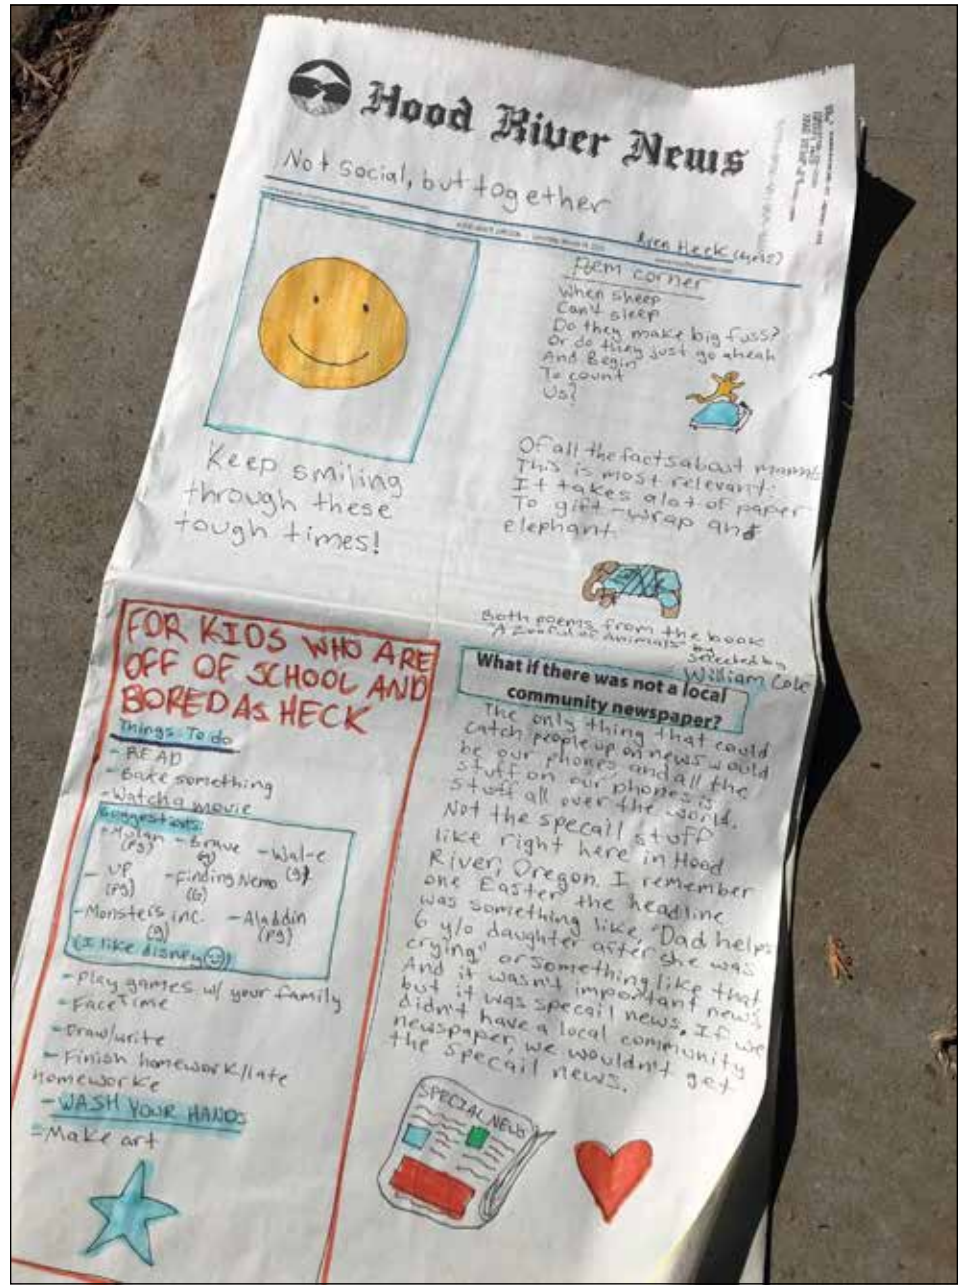 Hood River News
Not social, but together
Heck
Keep smiling
through these
tough times!
Poem corner
When sheep
Can't sleep
Do they make big fuss?
Or do they just go aheah
And Begin
To count
Us?
Of all the facts about
This is most relevant:
It takes alot of paper
To gift-wrap and
elephant
Both poems from the book
"A Zooful of Animals" by
selected by
William Cole
FOR KIDS WHO ARE
OFF OF SCHOOL AND
BORED AS HECK
Things To do
- READ
- Bake something
- Watch a movie
Suggestions:
- Mulan - Brave - Wal-e
(pg) (g)
- UP - Finding Nemo
(pg) (G)
- Monsters inc. - Aladdin
(g) (pg)
(I like disney ☺)
- Play games w/ your family
- FaceTime
- Draw/write
- Finish homework/late
homeworke
- WASH YOUR HANDS
- Make art
What if there was not a local
community newspaper?
The only thing that could
catch people up on news would
be our phones and all the
stuff on our phones is
stuff all over the world.
Not the specail stuff
like right here in Hood
River, Oregon. I remember
one Easter the headline
was something like "Dad helps
6 y/o daughter after she was
crying" or something like that
And it wasn't important news
but it was specail news. If we
didn't have a local community
newspaper, we wouldn't get
the specail news.
SPECIAL NEWS